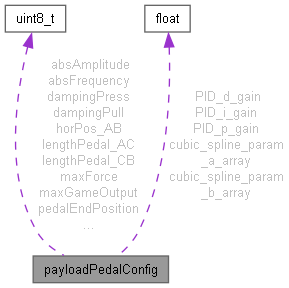 uint8_t
float
absAmplitude
absFrequency
dampingPress
dampingPull
horPos_AB
lengthPedal_AC
lengthPedal_CB
maxForce
maxGameOutput
pedalEndPosition
...
PID_d_gain
PID_i_gain
PID_p_gain
cubic_spline_param
_a_array
cubic_spline_param
_b_array
payloadPedalConfig